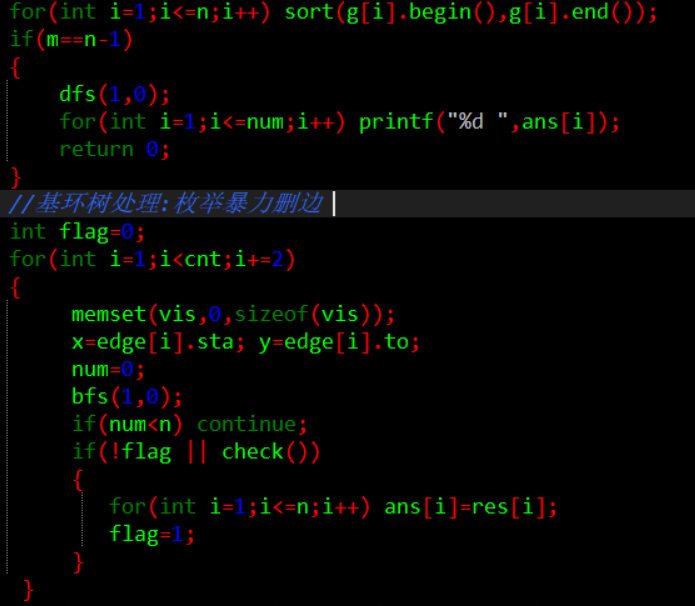 for(int i=1;i<=n;i++) sort(g[i].begin(),g[i].end());
if(m==n-1)
{
    dfs(1,0);
    for(int i=1;i<=num;i++) printf("%d ",ans[i]);
    return 0;
}
//基环树处理:枚举暴力删边
int flag=0;
for(int i=1;i<cnt;i+=2)
{
     memset(vis,0,sizeof(vis));
     x=edge[i].sta; y=edge[i].to;
     num=0;
     bfs(1,0);
     if(num<n) continue;
     if(!flag || check())
     {
        for(int i=1;i<=n;i++) ans[i]=res[i];
        flag=1;
     }
 }